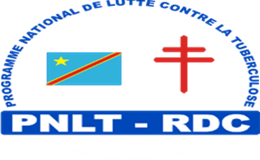 PROGRAMME NATIONAL DE LUTTE CONTRE LA TUBERCULOSE
PNLT - RDC